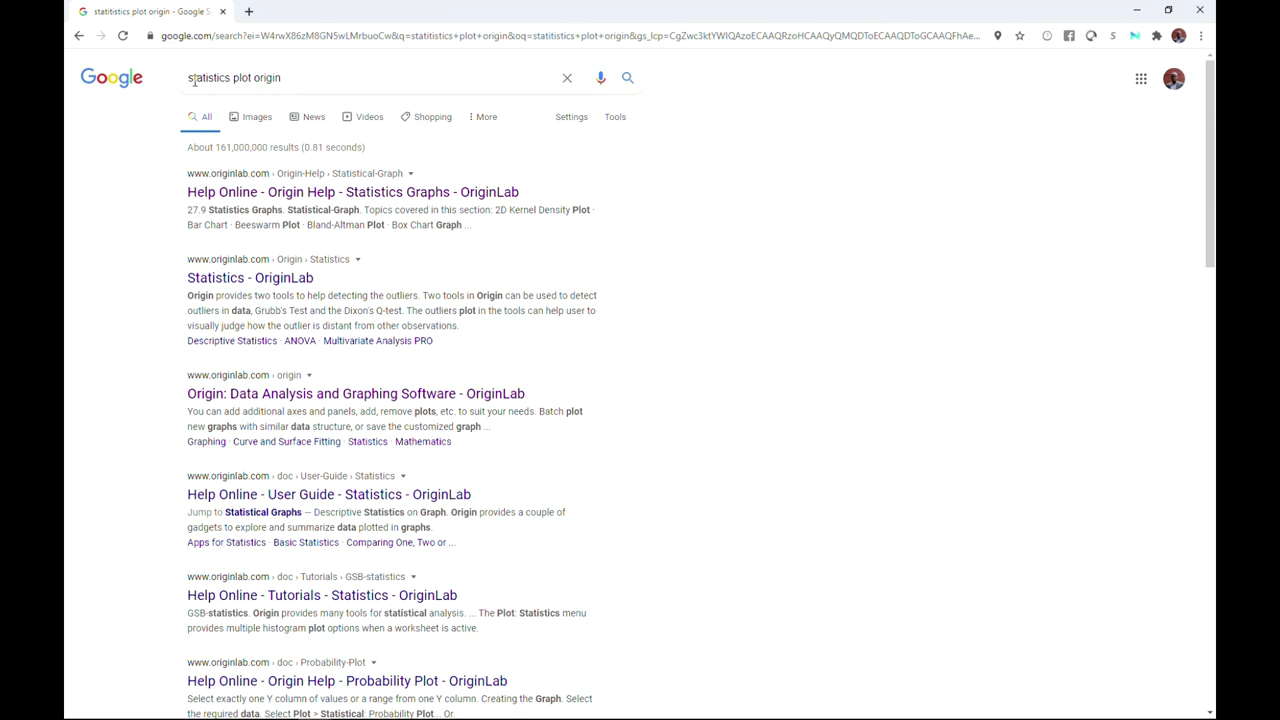 statitistics plot origin - Google S
google.com/search?ei=W4rwX86zM8GN5wLMrbuoCw&q=statitistics+plot+origin&oq=statitistics+plot+origin&gs_lcp=CgZwc3ktYWIQAzoECAAQRzoHCAAQyQMQDToECAAQDToGCAAQFhAe...
Google
statistics plot origin
All Images News Videos Shopping More Settings Tools
About 161,000,000 results (0.81 seconds)
www.originlab.com › Origin-Help › Statistical-Graph
Help Online - Origin Help - Statistics Graphs - OriginLab
27.9 Statistics Graphs. Statistical-Graph. Topics covered in this section: 2D Kernel Density Plot ·
Bar Chart · Beeswarm Plot · Bland-Altman Plot · Box Chart Graph ...
www.originlab.com › Origin › Statistics
Statistics - OriginLab
Origin provides two tools to help detecting the outliers. Two tools in Origin can be used to detect
outliers in data, Grubb's Test and the Dixon's Q-test. The outliers plot in the tools can help user to
visually judge how the outlier is distant from other observations.
Descriptive Statistics · ANOVA · Multivariate Analysis PRO
www.originlab.com › origin
Origin: Data Analysis and Graphing Software - OriginLab
You can add additional axes and panels, add, remove plots, etc. to suit your needs. Batch plot
new graphs with similar data structure, or save the customized graph ...
Graphing · Curve and Surface Fitting · Statistics · Mathematics
www.originlab.com › doc › User-Guide › Statistics
Help Online - User Guide - Statistics - OriginLab
Jump to Statistical Graphs — Descriptive Statistics on Graph. Origin provides a couple of
gadgets to explore and summarize data plotted in graphs.
Apps for Statistics · Basic Statistics · Comparing One, Two or ...
www.originlab.com › doc › Tutorials › GSB-statistics
Help Online - Tutorials - Statistics - OriginLab
GSB-statistics. Origin provides many tools for statistical analysis. ... The Plot: Statistics menu
provides multiple histogram plot options when a worksheet is active.
www.originlab.com › doc › Probability-Plot
Help Online - Origin Help - Probability Plot - OriginLab
Select exactly one Y column of values or a range from one Y column. Creating the Graph. Select
the required data. Select Plot > Statistical: Probability Plot... Or.